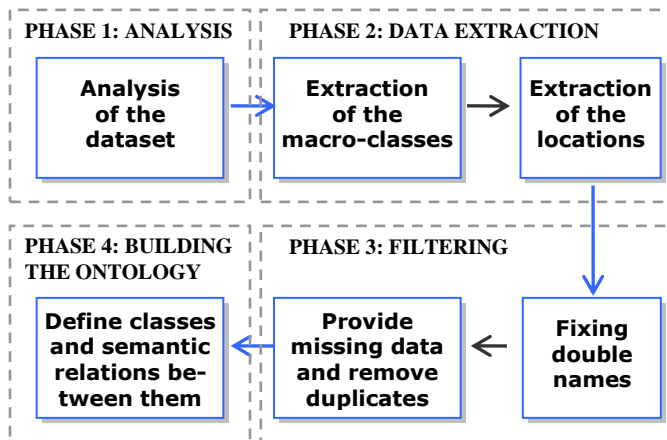 PHASE 1: ANALYSIS
Analysis
of the
dataset
PHASE 2: DATA EXTRACTION
Extraction
of the
macro-classes
Extraction
of the
locations
PHASE 3: FILTERING
Fixing
double
names
Provide
missing data
and remove
duplicates
PHASE 4: BUILDING
THE ONTOLOGY
Define classes
and semantic
relations be-
tween them